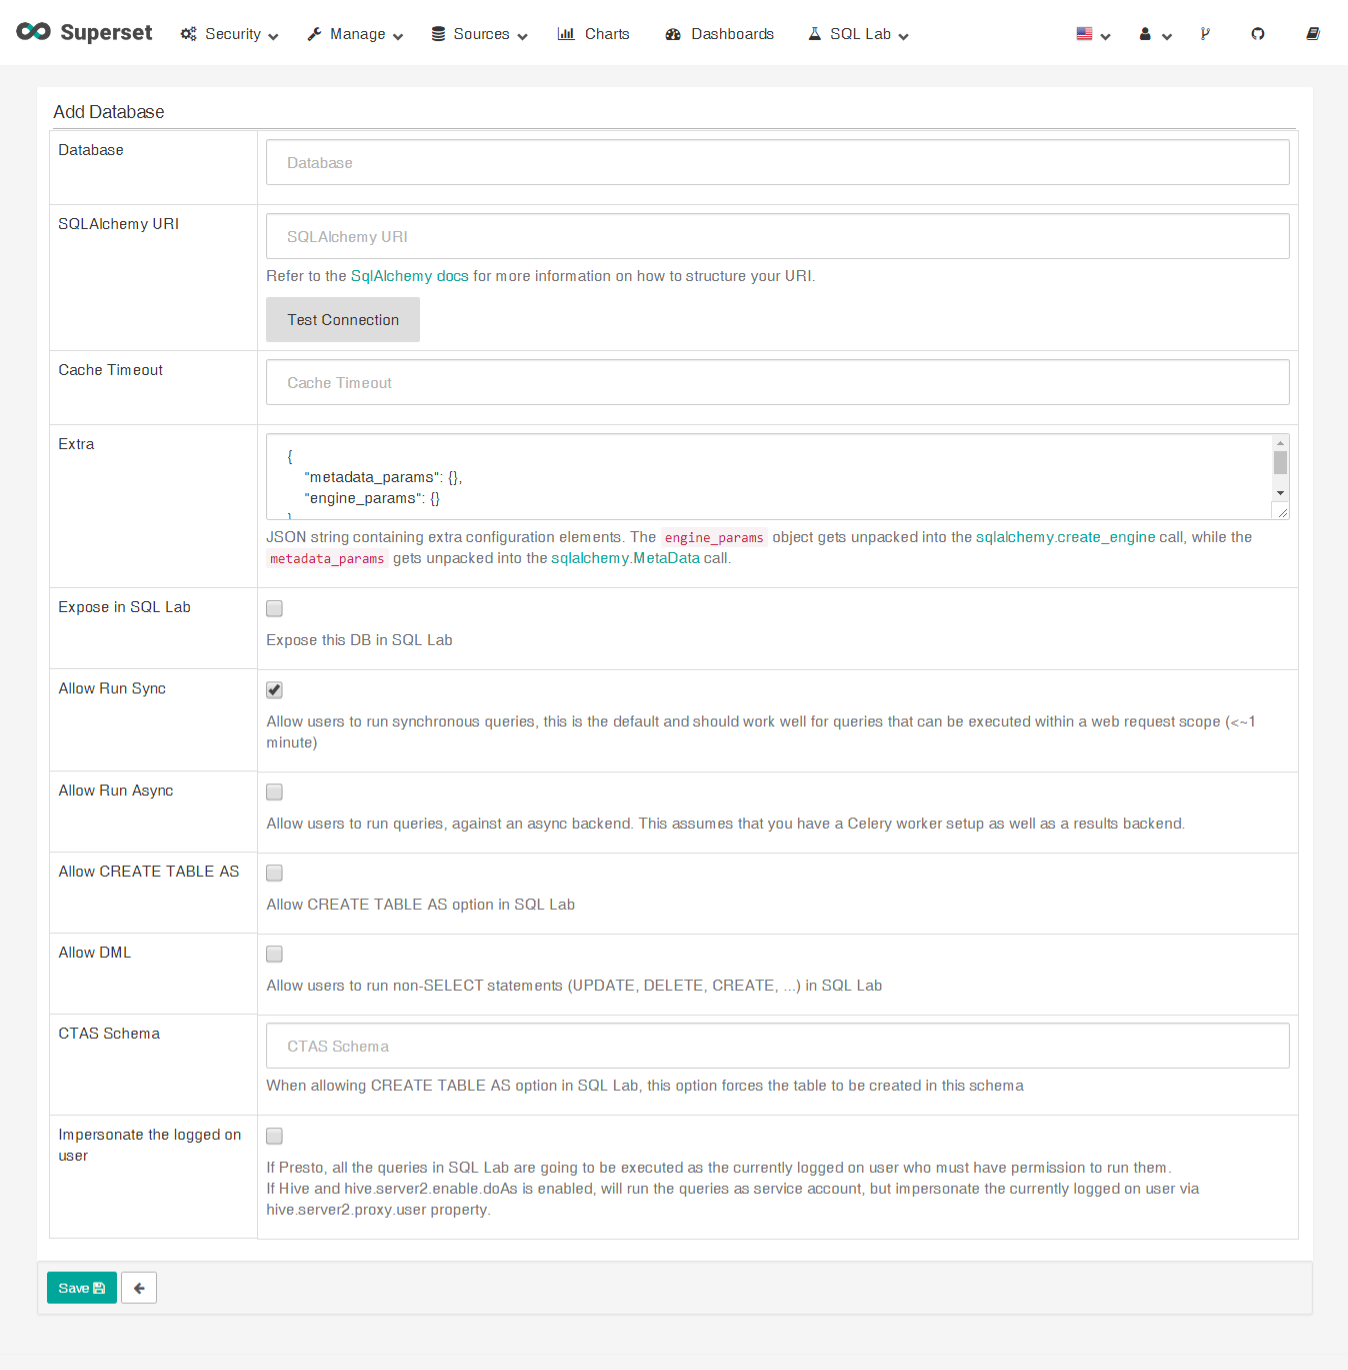 Superset Security Manage Sources Charts Dashboards SQL Lab
Add Database
Database
Database
SQLAlchemy URI
SQLAlchemy URI
Refer to the SqlAlchemy docs for more information on how to structure your URI.
Test Connection
Cache Timeout
Cache Timeout
Extra
{
"metadata_params": {},
"engine_params": {}
}
JSON string containing extra configuration elements. The engine_params object gets unpacked into the sqlalchemy.create_engine call, while the
metadata_params gets unpacked into the sqlalchemy.MetaData call.
Expose in SQL Lab
Expose this DB in SQL Lab
Allow Run Sync
Allow users to run synchronous queries, this is the default and should work well for queries that can be executed within a web request scope (<~1
minute)
Allow Run Async
Allow users to run queries, against an async backend. This assumes that you have a Celery worker setup as well as a results backend.
Allow CREATE TABLE AS
Allow CREATE TABLE AS option in SQL Lab
Allow DML
Allow users to run non-SELECT statements (UPDATE, DELETE, CREATE, ...) in SQL Lab
CTAS Schema
CTAS Schema
When allowing CREATE TABLE AS option in SQL Lab, this option forces the table to be created in this schema
Impersonate the logged on
user
If Presto, all the queries in SQL Lab are going to be executed as the currently logged on user who must have permission to run them.
If Hive and hive.server2.enable.doAs is enabled, will run the queries as service account, but impersonate the currently logged on user via
hive.server2.proxy.user property.
Save